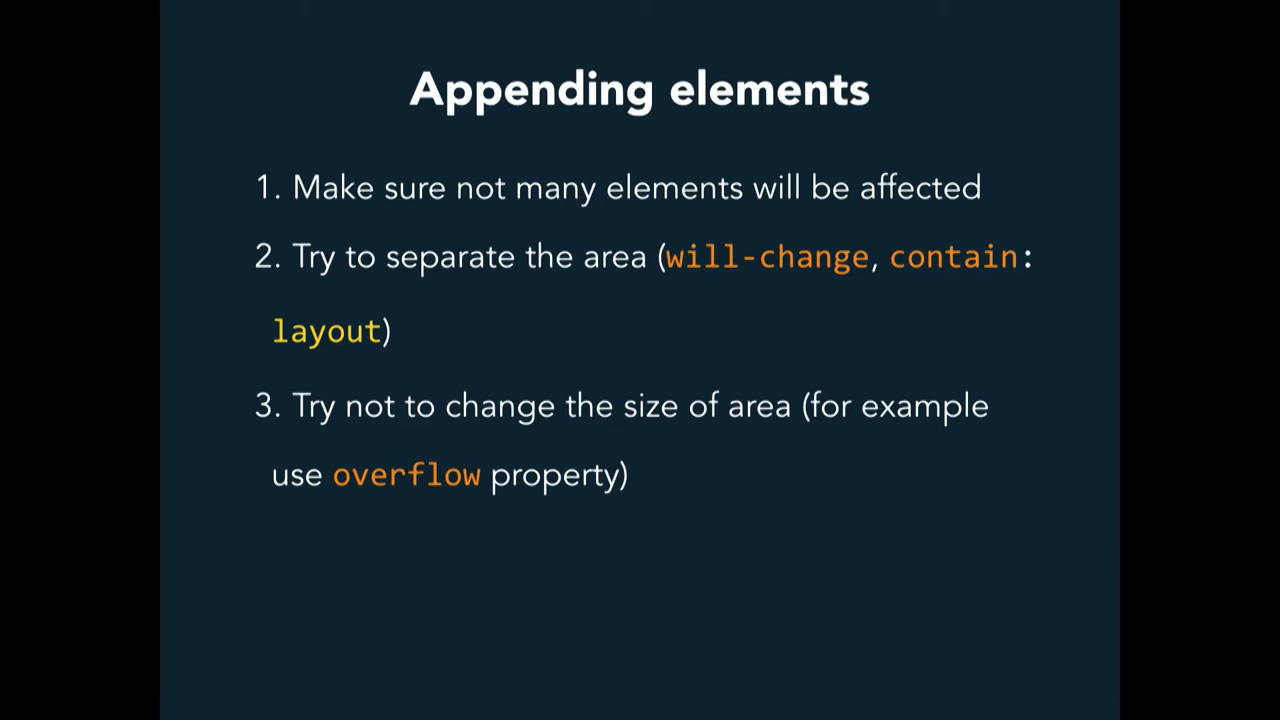 Appending elements
1. Make sure not many elements will be affected
2. Try to separate the area (will-change, contain:
layout)
3. Try not to change the size of area (for example
use overflow property)